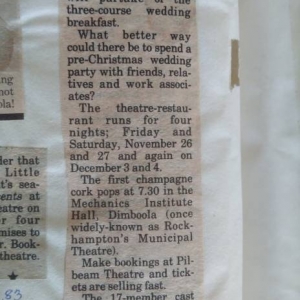 three-course wedding
breakfast.
What better way
could there be to spend a
pre-Christmas wedding
party with friends, rela-
tives and work associ-
ates?
The theatre-restau-
rant runs for four
nights; Friday and
Saturday, November 26
and 27 and again on
December 3 and 4.
The first champagne
cork pops at 7.30 in the
Mechanics Institute
Hall, Dimboola (once
widely-known as Rock-
hampton's Municipal
Theatre).
Make bookings at Pil-
beam Theatre and tick-
ets are selling fast.
The 17-member cast
ing
not
ola!
der that
Little
t's sea-
ents at
eatre on
er four
mises to
r. Book-
theatre.
83